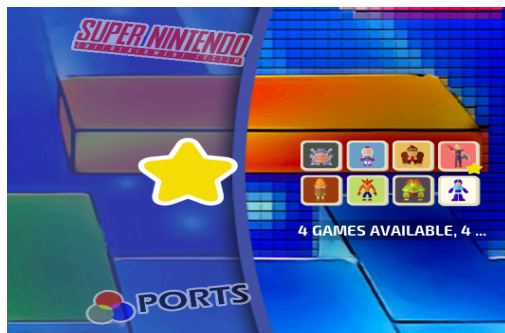 SUPER NINTENDO
ENTERTAINMENT SYSTEM
4 GAMES AVAILABLE, 4 ...
PORTS